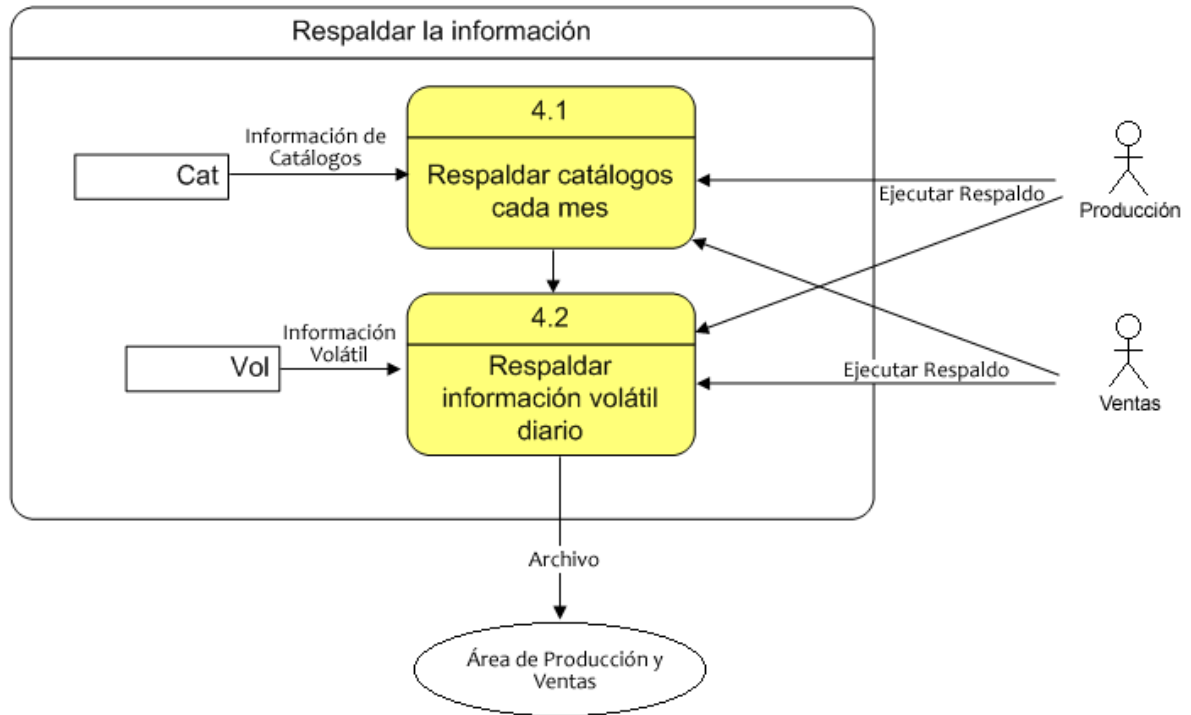 Respaldar la información
4.1
Respaldar catálogos
cada mes
Información de
Catálogos
Cat
Ejecutar Respaldo
Producción
4.2
Respaldar
información volátil
diario
Información
Volátil
Vol
Ejecutar Respaldo
Ventas
Archivo
Área de Producción y
Ventas